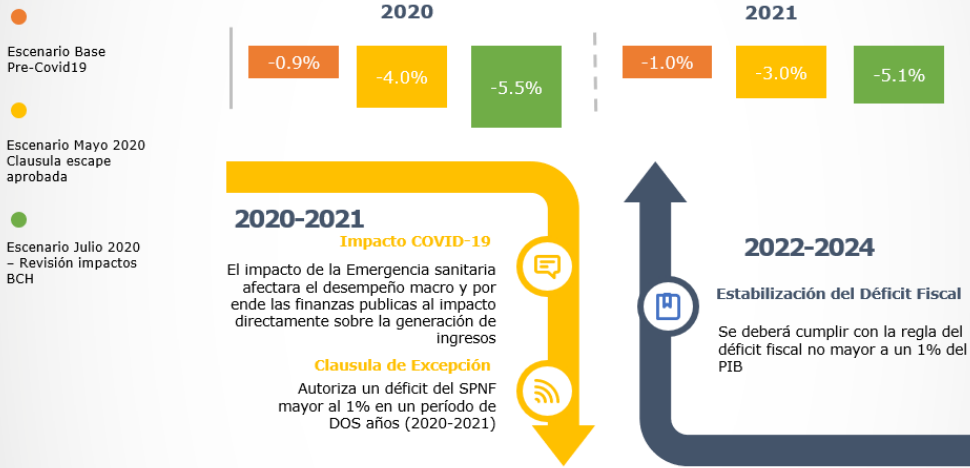 2020
2021
Escenario Base
Pre-Covid19
-0.9%
-4.0%
-5.5%
-1.0%
-3.0%
-5.1%
Escenario Mayo 2020
Clausula escape
aprobada
Escenario Julio 2020
– Revisión impactos
BCH
2020-2021
Impacto COVID-19
El impacto de la Emergencia sanitaria
afectara el desempeño macro y por
ende las finanzas publicas al impacto
directamente sobre la generación de
ingresos
Clausula de Excepción
Autoriza un déficit del SPNF
mayor al 1% en un período de
DOS años (2020-2021)
2022-2024
Estabilización del Déficit Fiscal
Se deberá cumplir con la regla del
déficit fiscal no mayor a un 1% del
PIB